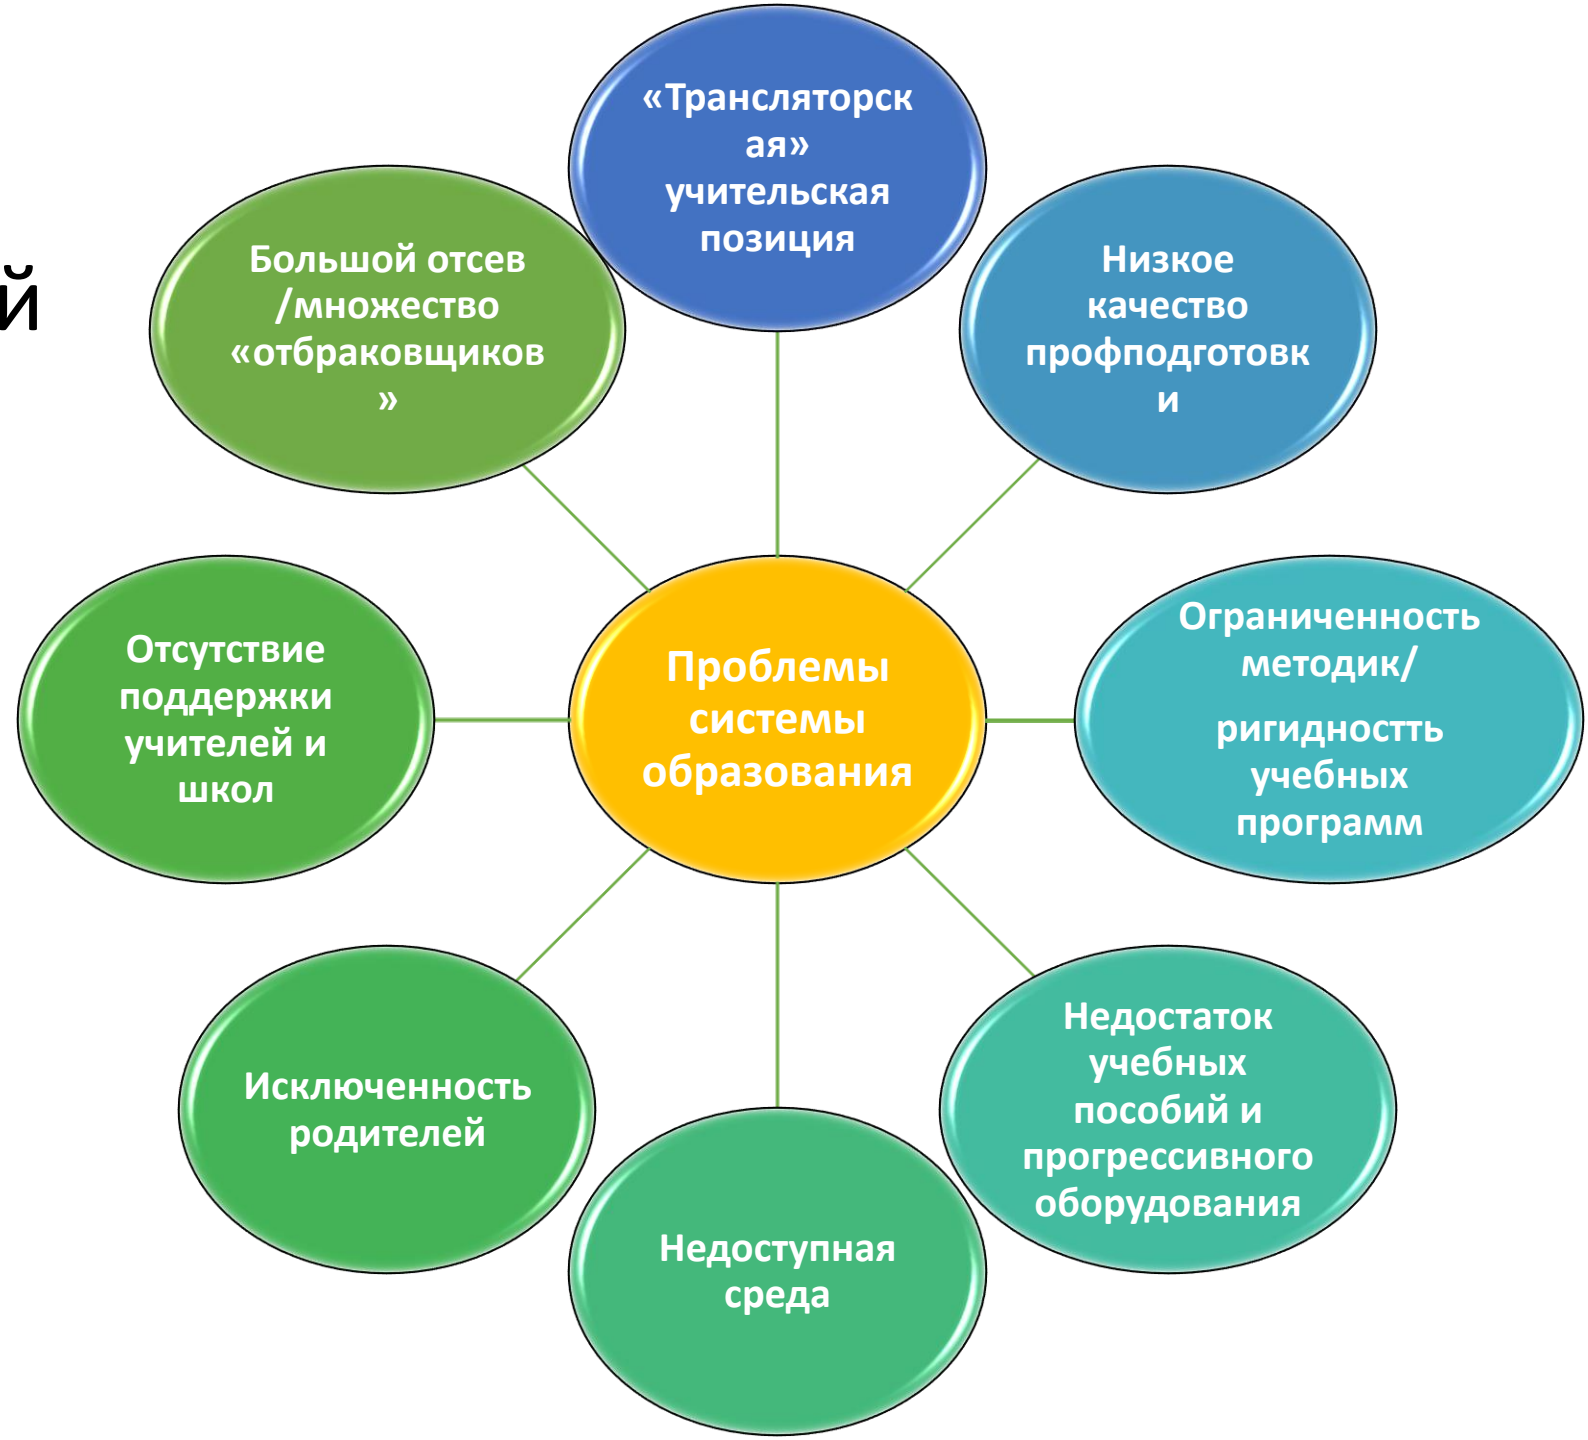 «Трансляторск
ая»
учительская
позиция
Низкое
качество
профподготовк
и
Ограниченность
методик/
ригидностть
учебных
программ
Недостаток
учебных
пособий и
прогрессивного
оборудования
Недоступная
среда
Исключенность
родителей
Отсутствие
поддержки
учителей и
школ
Большой отсев
/множество
«отбраковщиков
»
Проблемы
системы
образования
й